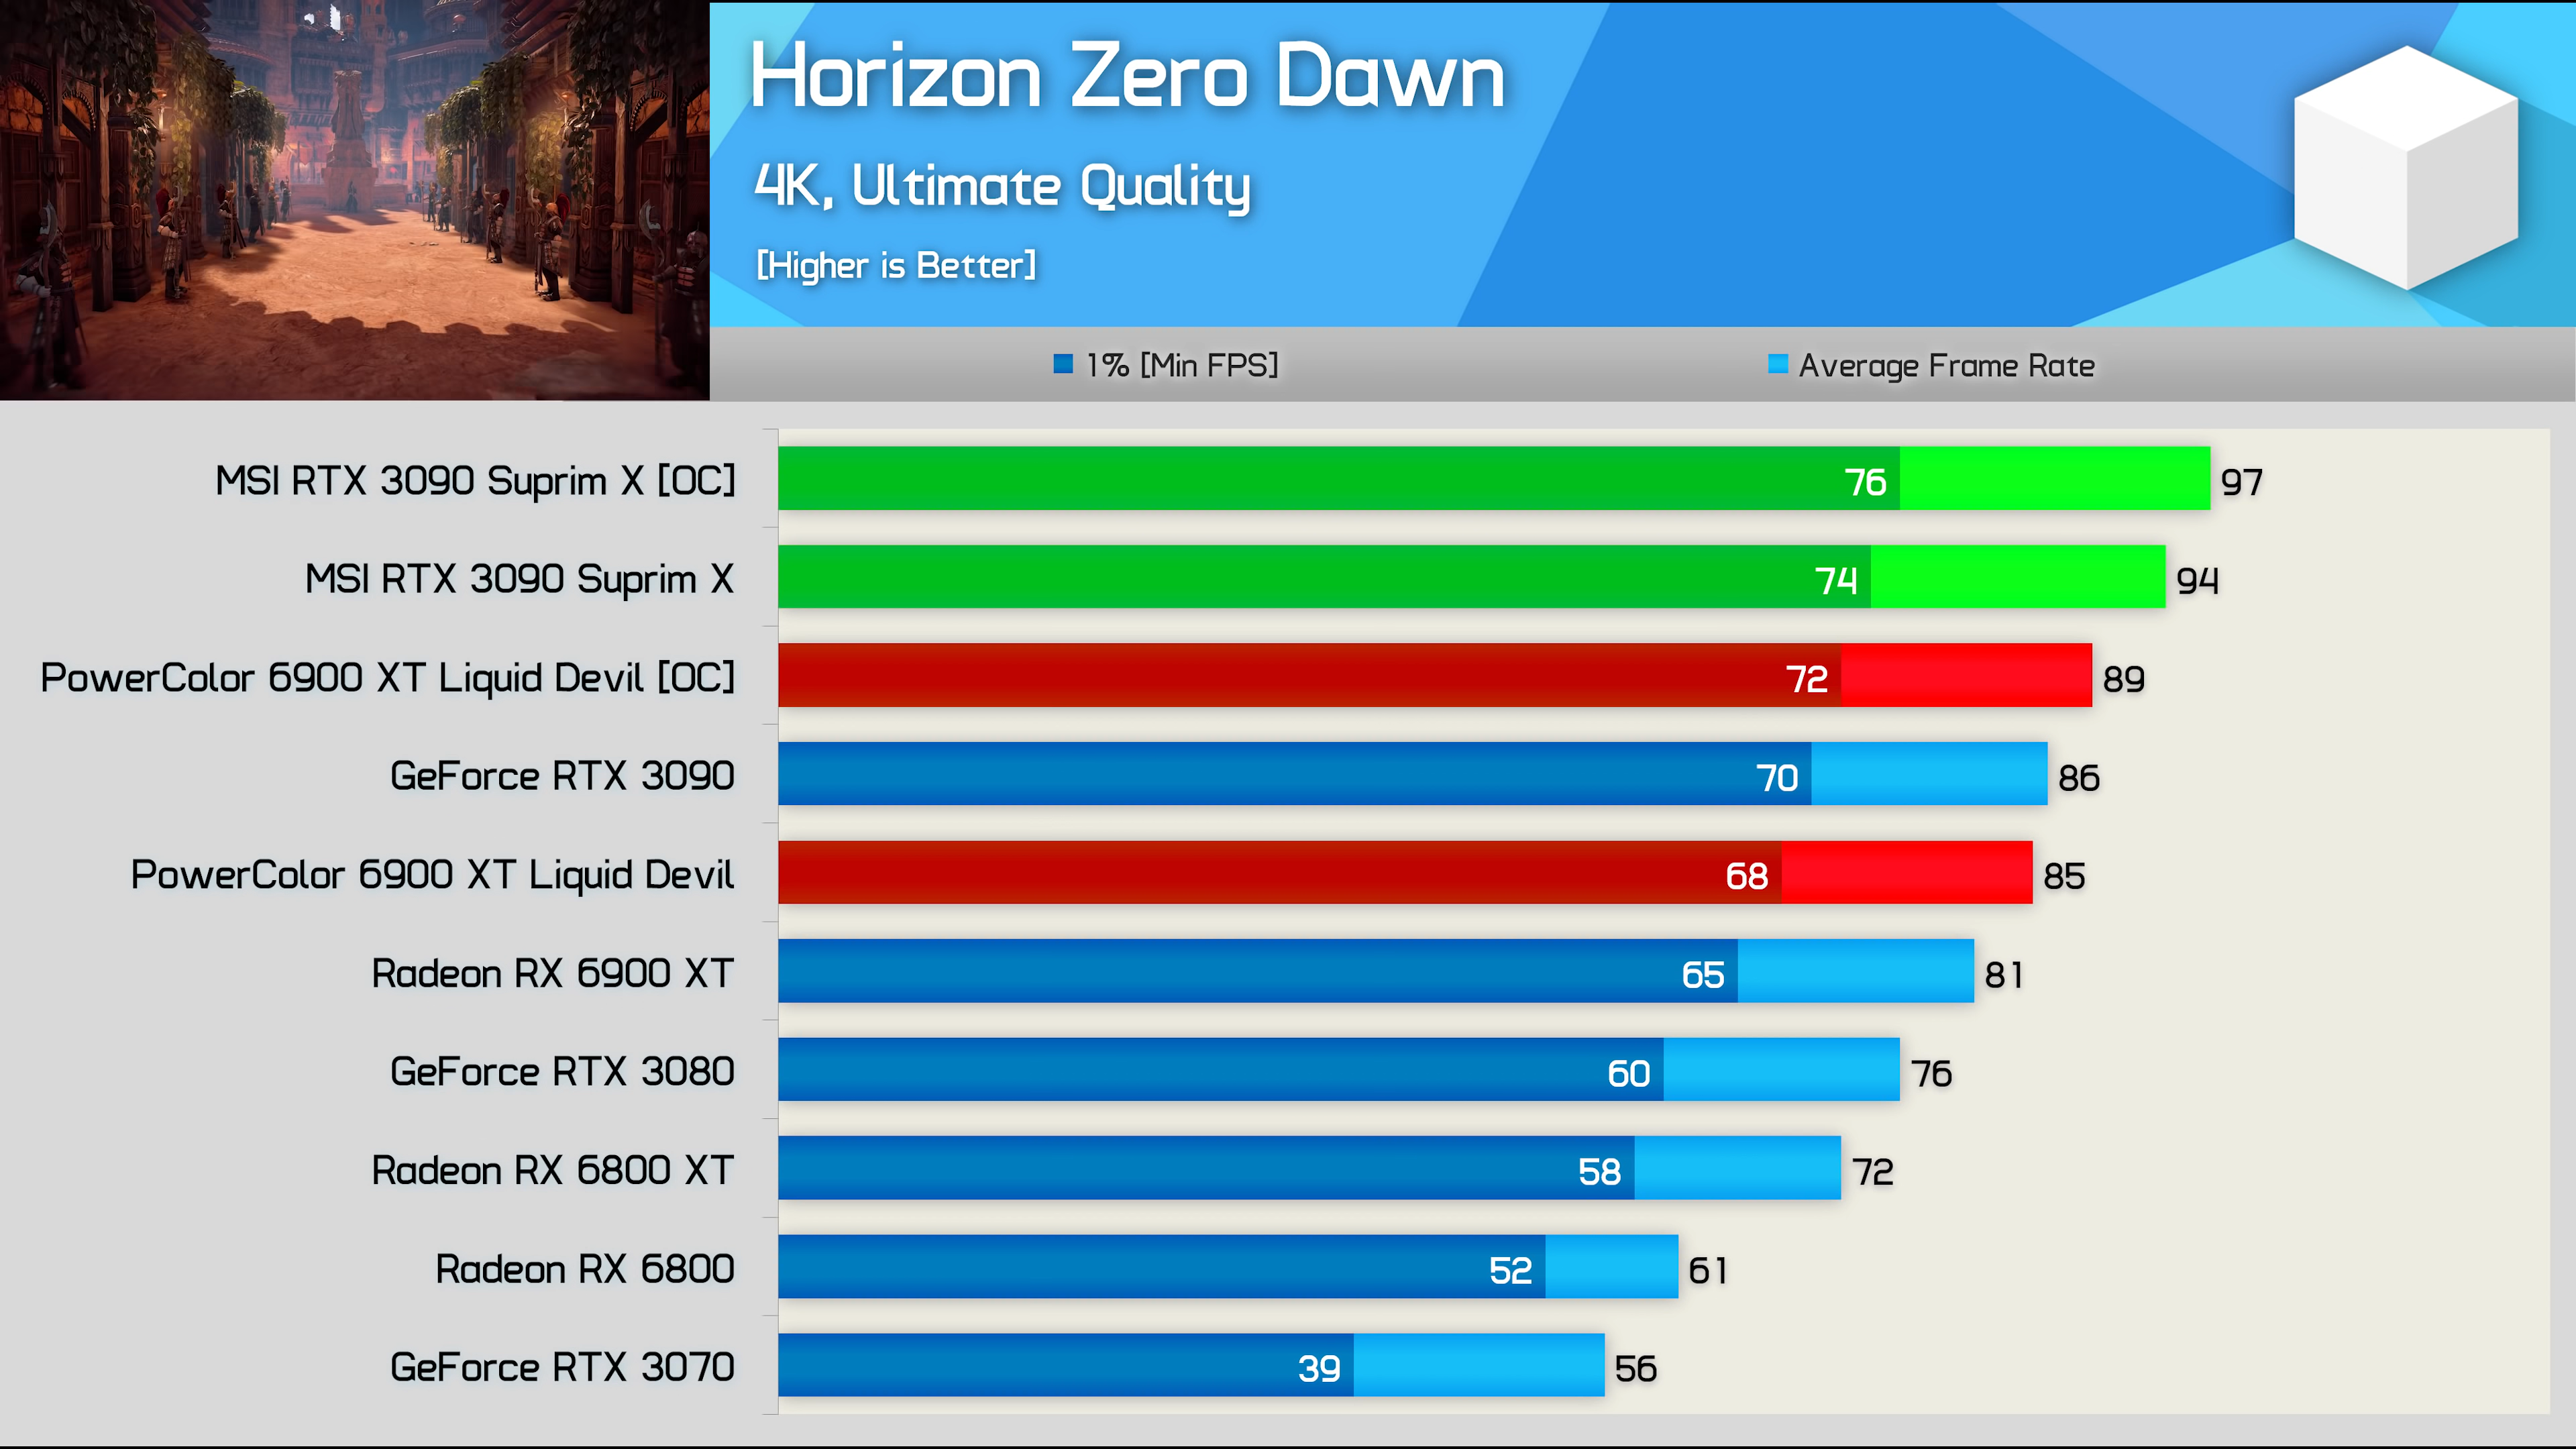 Horizon Zero Dawn
4K, Ultimate Quality
[Higher is Better]
1% [Min FPS] Average Frame Rate
MSI RTX 3090 Suprim X [OC] 76 97
MSI RTX 3090 Suprim X 74 94
PowerColor 6900 XT Liquid Devil [OC] 72 89
GeForce RTX 3090 70 86
PowerColor 6900 XT Liquid Devil 68 85
Radeon RX 6900 XT 65 81
GeForce RTX 3080 60 76
Radeon RX 6800 XT 58 72
Radeon RX 6800 52 61
GeForce RTX 3070 39 56